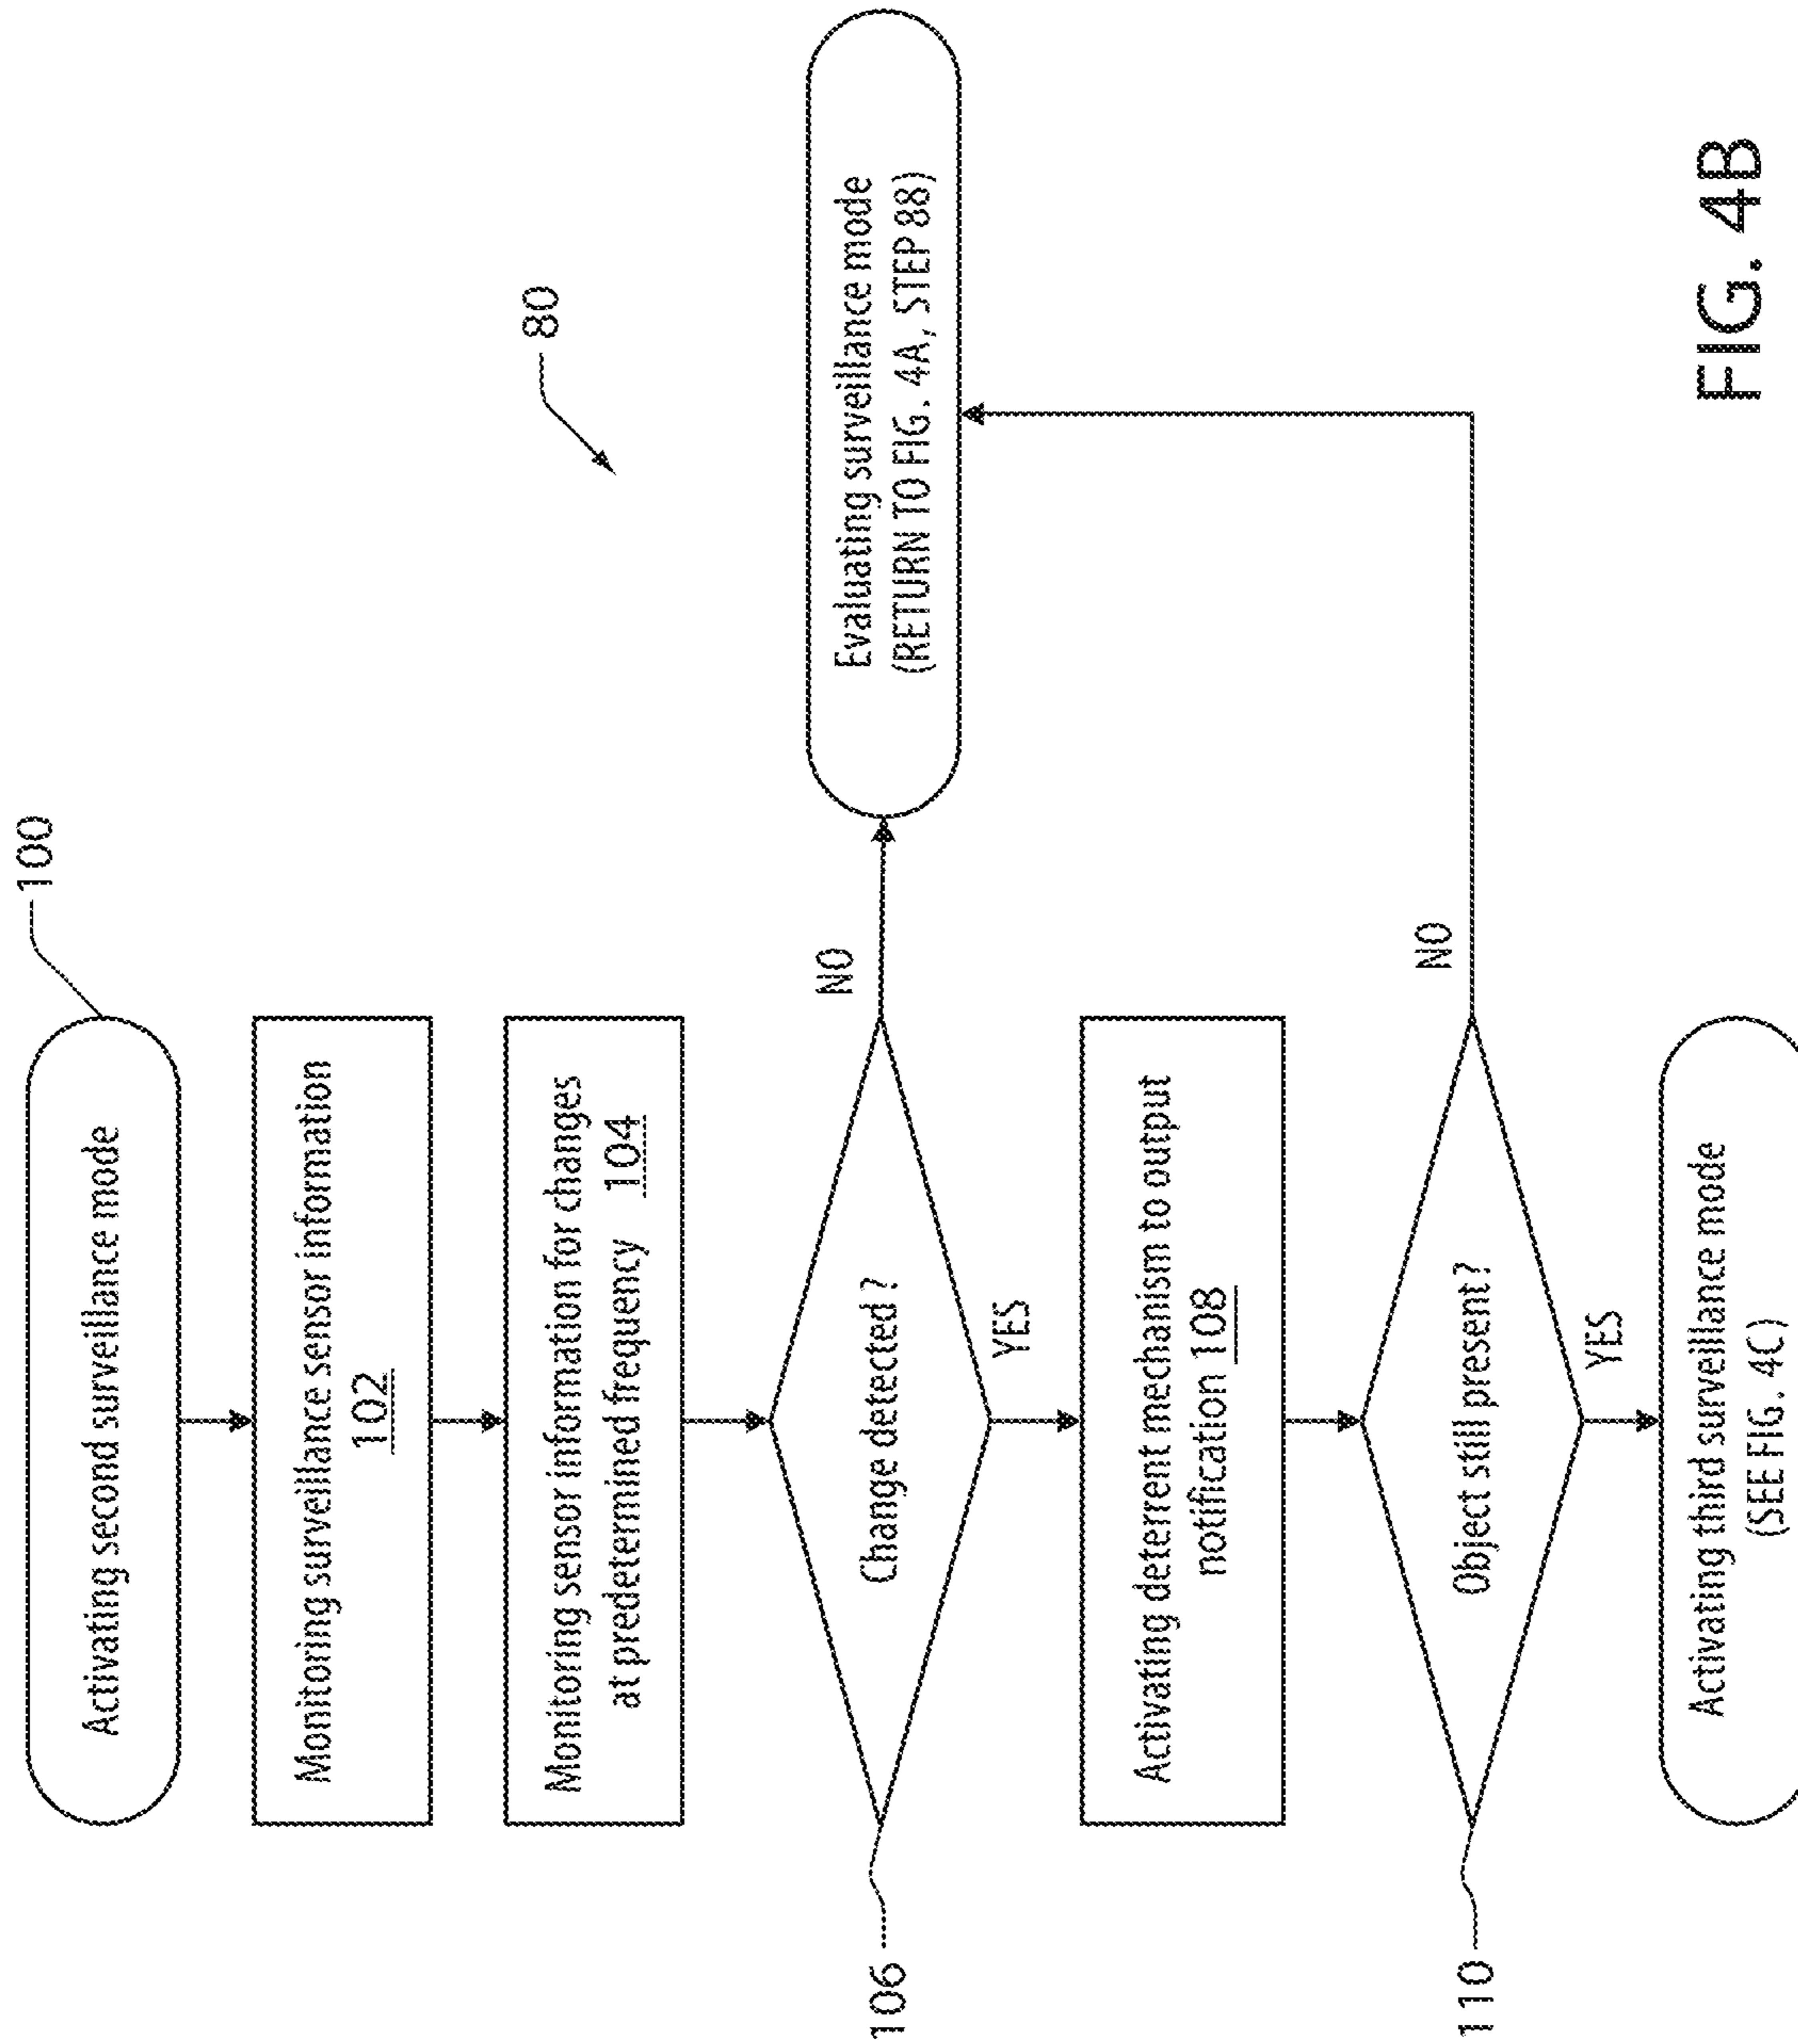 100
Activating second surveillance mode
Monitoring surveillance sensor information
102
80
Monitoring sensor information for changes
at predetermined frequency 104
106
Change detected?
NO
Evaluating surveillance mode
(RETURN TO FIG. 4A, STEP 88)
YES
Activating deterrent mechanism to output
notification 108
110
Object still present?
NO
YES
Activating third surveillance mode
(SEE FIG. 4C)
FIG. 4B